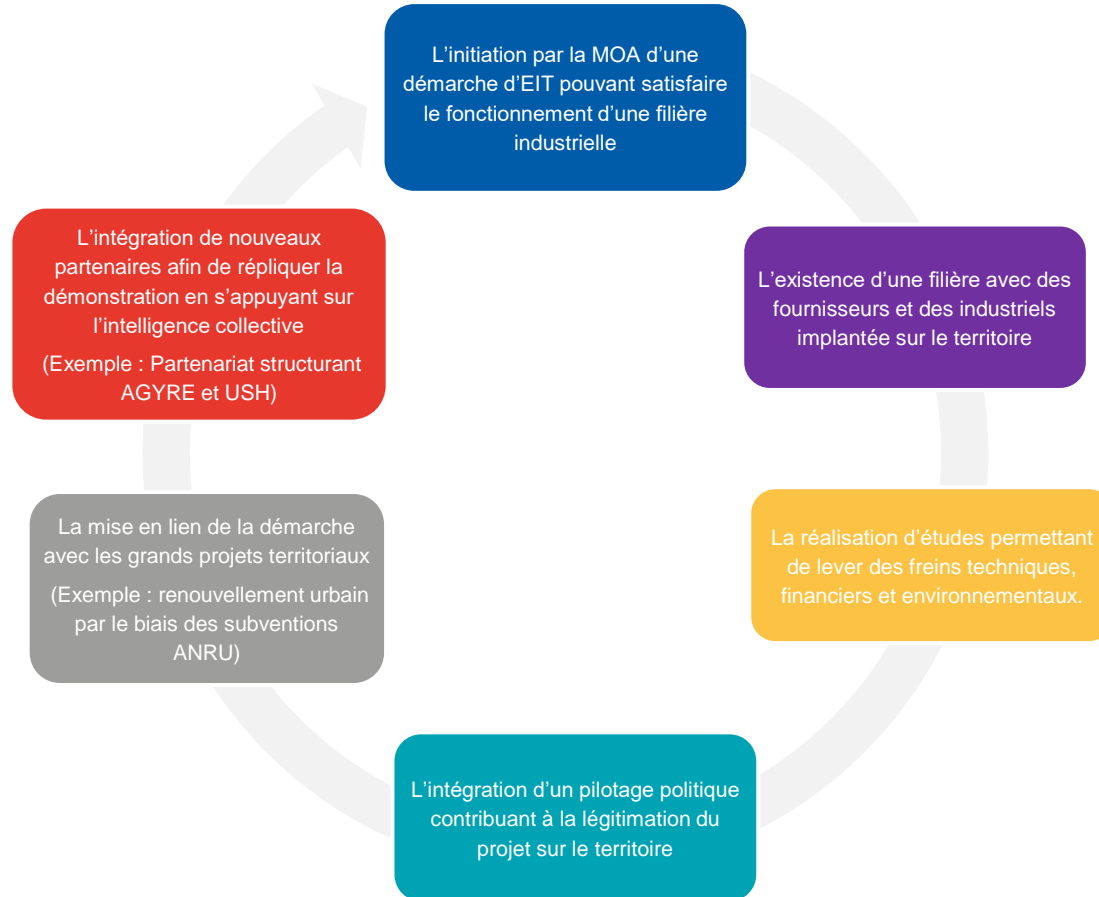 L’initiation par la MOA d’une
démarche d’EIT pouvant satisfaire
le fonctionnement d’une filière
industrielle
L’existence d’une filière avec des
fournisseurs et des industriels
implantée sur le territoire
La réalisation d’études permettant
de lever des freins techniques,
financiers et environnementaux.
L’intégration d’un pilotage politique
contribuant à la légitimation du
projet sur le territoire
La mise en lien de la démarche
avec les grands projets territoriaux
(Exemple : renouvellement urbain
par le biais des subventions
ANRU)
L’intégration de nouveaux
partenaires afin de répliquer la
démonstration en s’appuyant sur
l’intelligence collective
(Exemple : Partenariat structurant
AGYRE et USH)